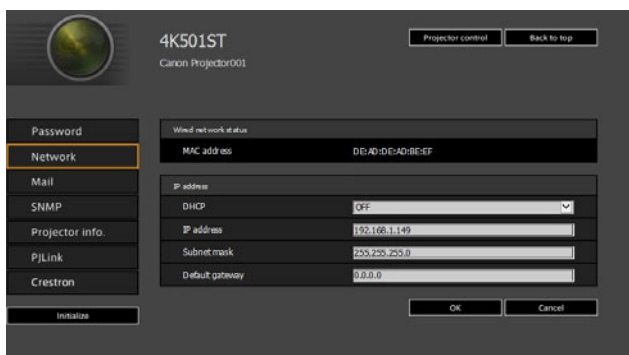 4K501ST
Canon Projector001
Projector control
Back to top
Password
Network
Mail
SNMP
Projector info.
PJLink
Crestron
Initialize
Wired network status
MAC address DE:AD:DE:AD:BE:EF
IP address
DHCP OFF
IP address 192.168.1.149
Subnet mask 255.255.255.0
Default gateway 0.0.0.0
OK
Cancel